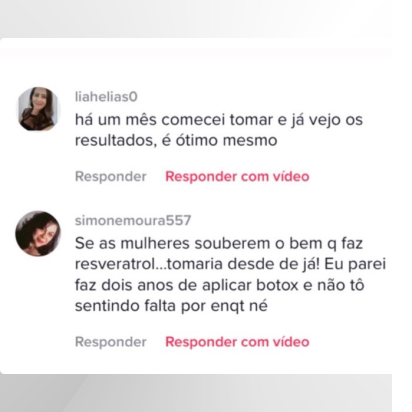 liahelias0
há um mês comecei tomar e já vejo os
resultados, é ótimo mesmo
Responder Responder com vídeo
simonemoura557
Se as mulheres souberem o bem q faz
resveratrol...tomaria desde de já! Eu parei
faz dois anos de aplicar botox e não tô
sentindo falta por enqt né
Responder Responder com vídeo